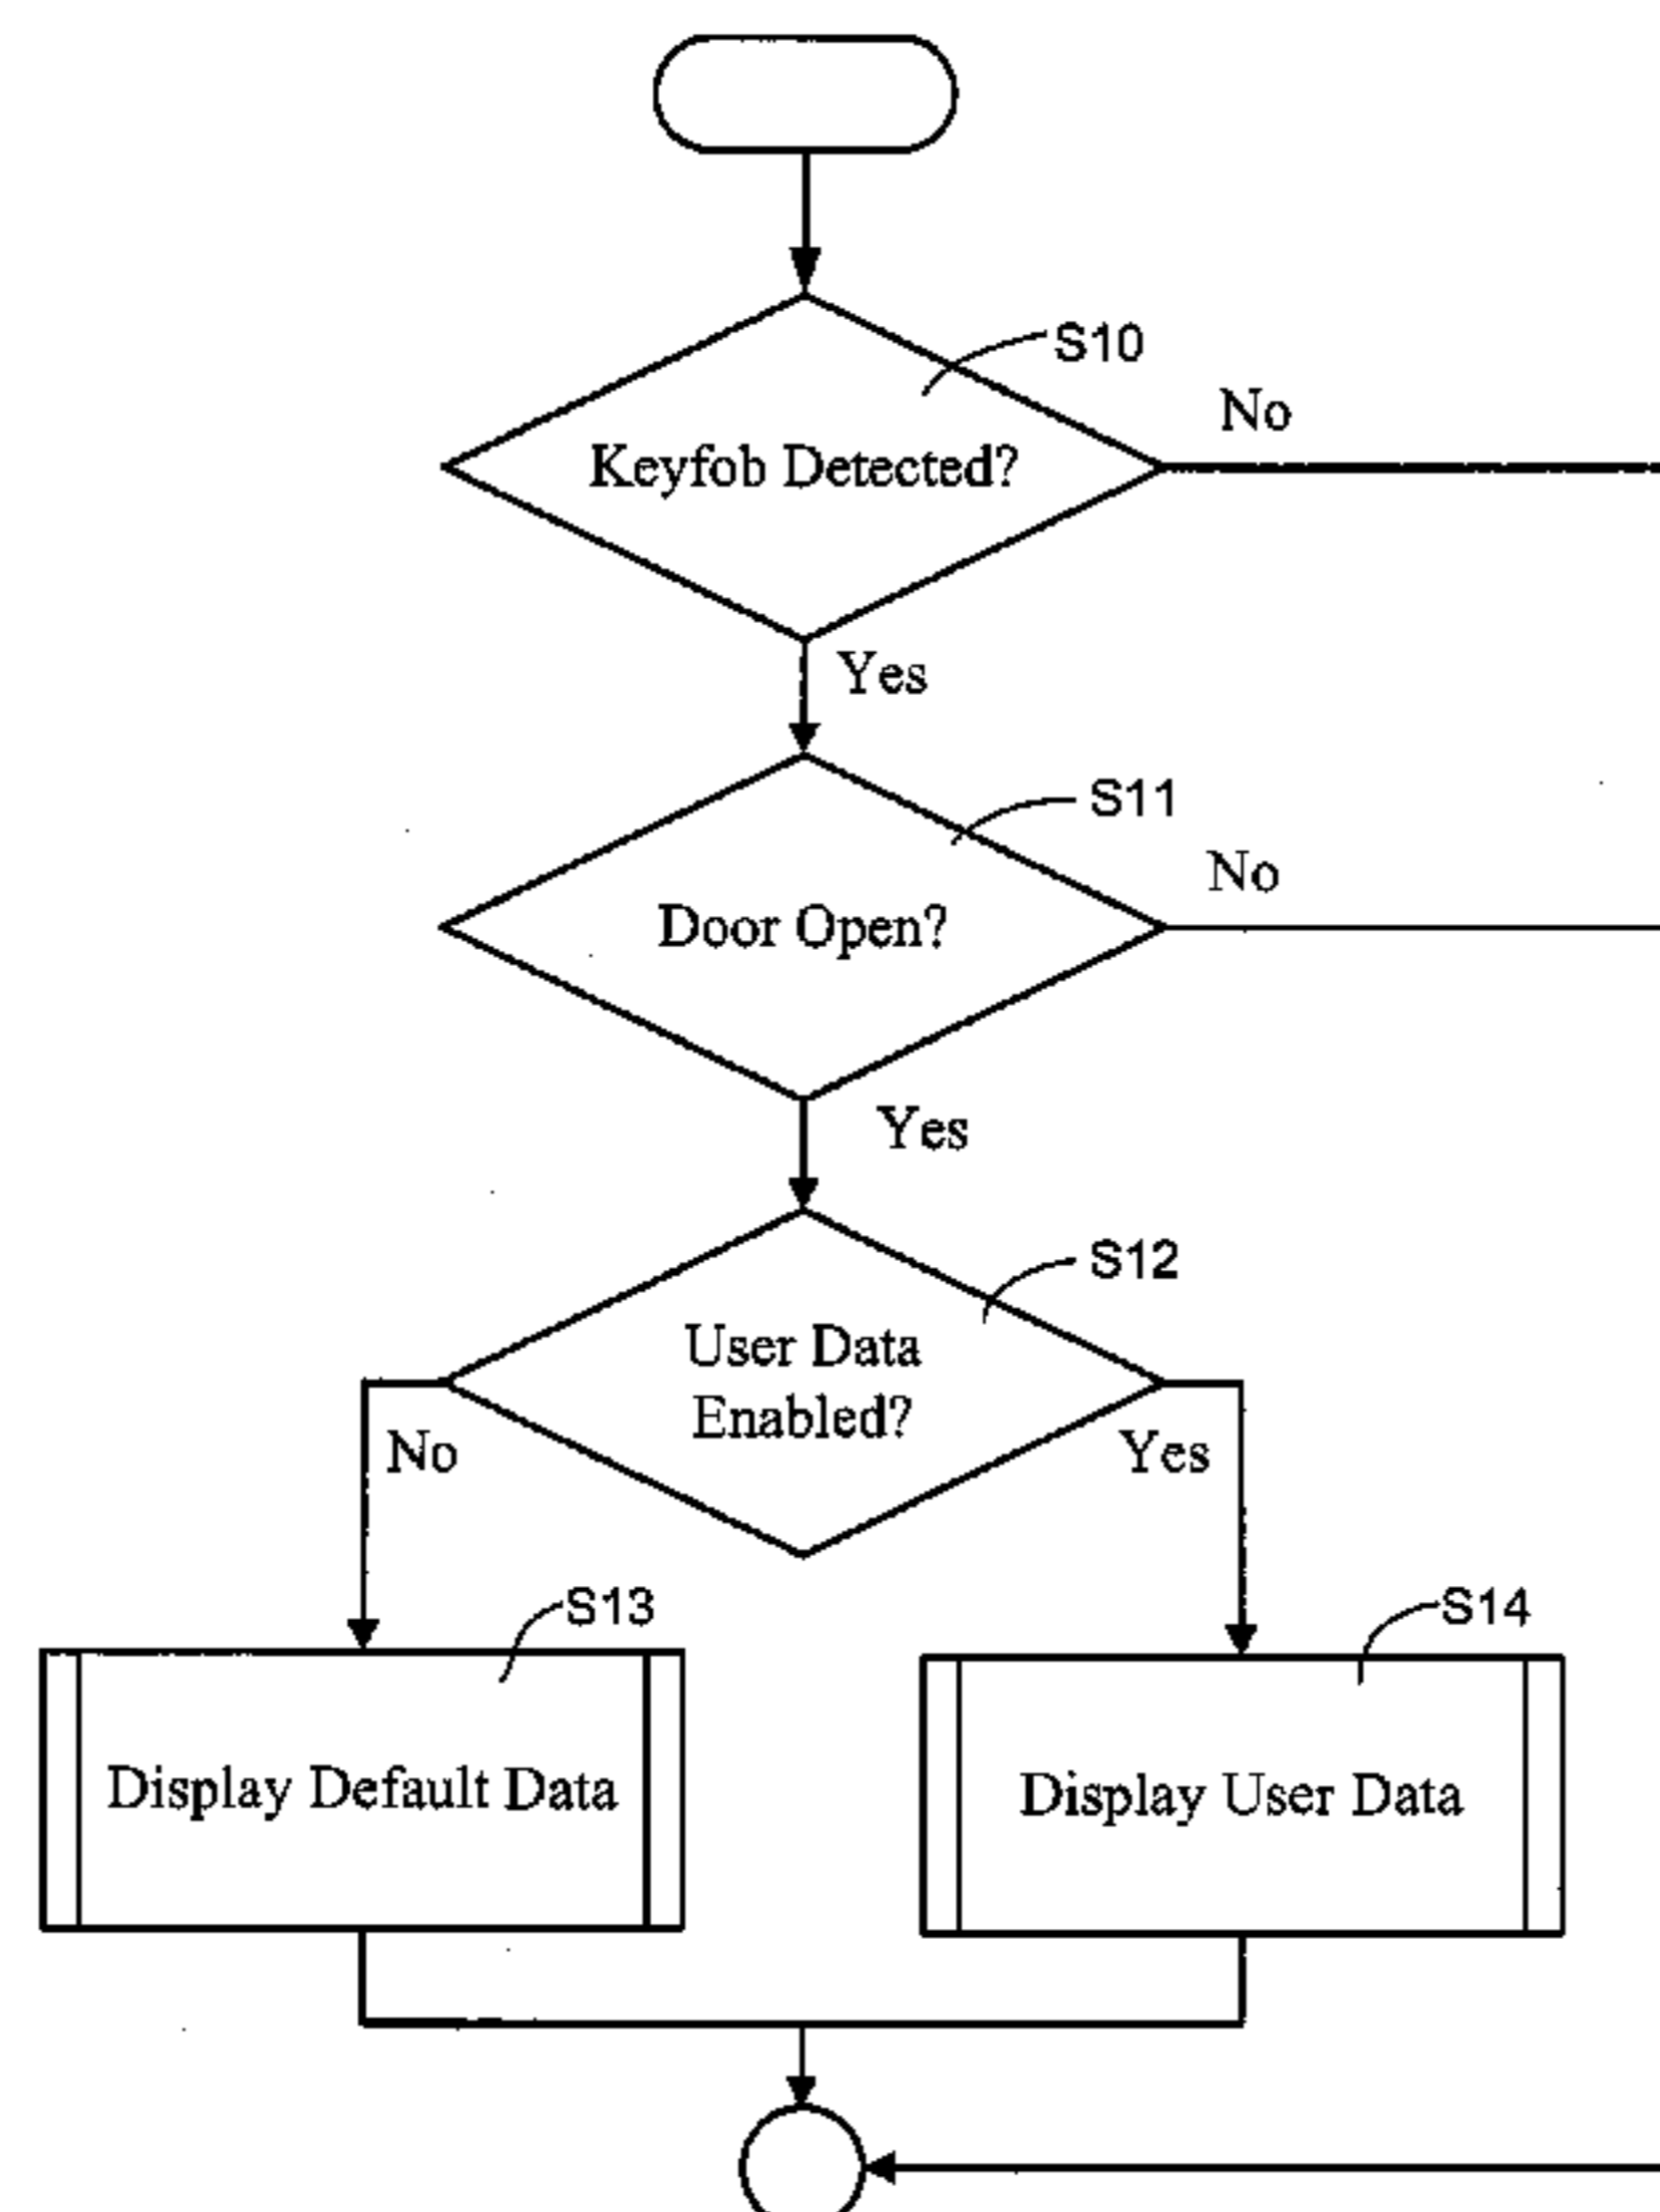 S10
No
Keyfob Detected?
Yes
S11
No
Door Open?
Yes
S12
User Data
Enabled?
No
Yes
S13
S14
Display Default Data
Display User Data